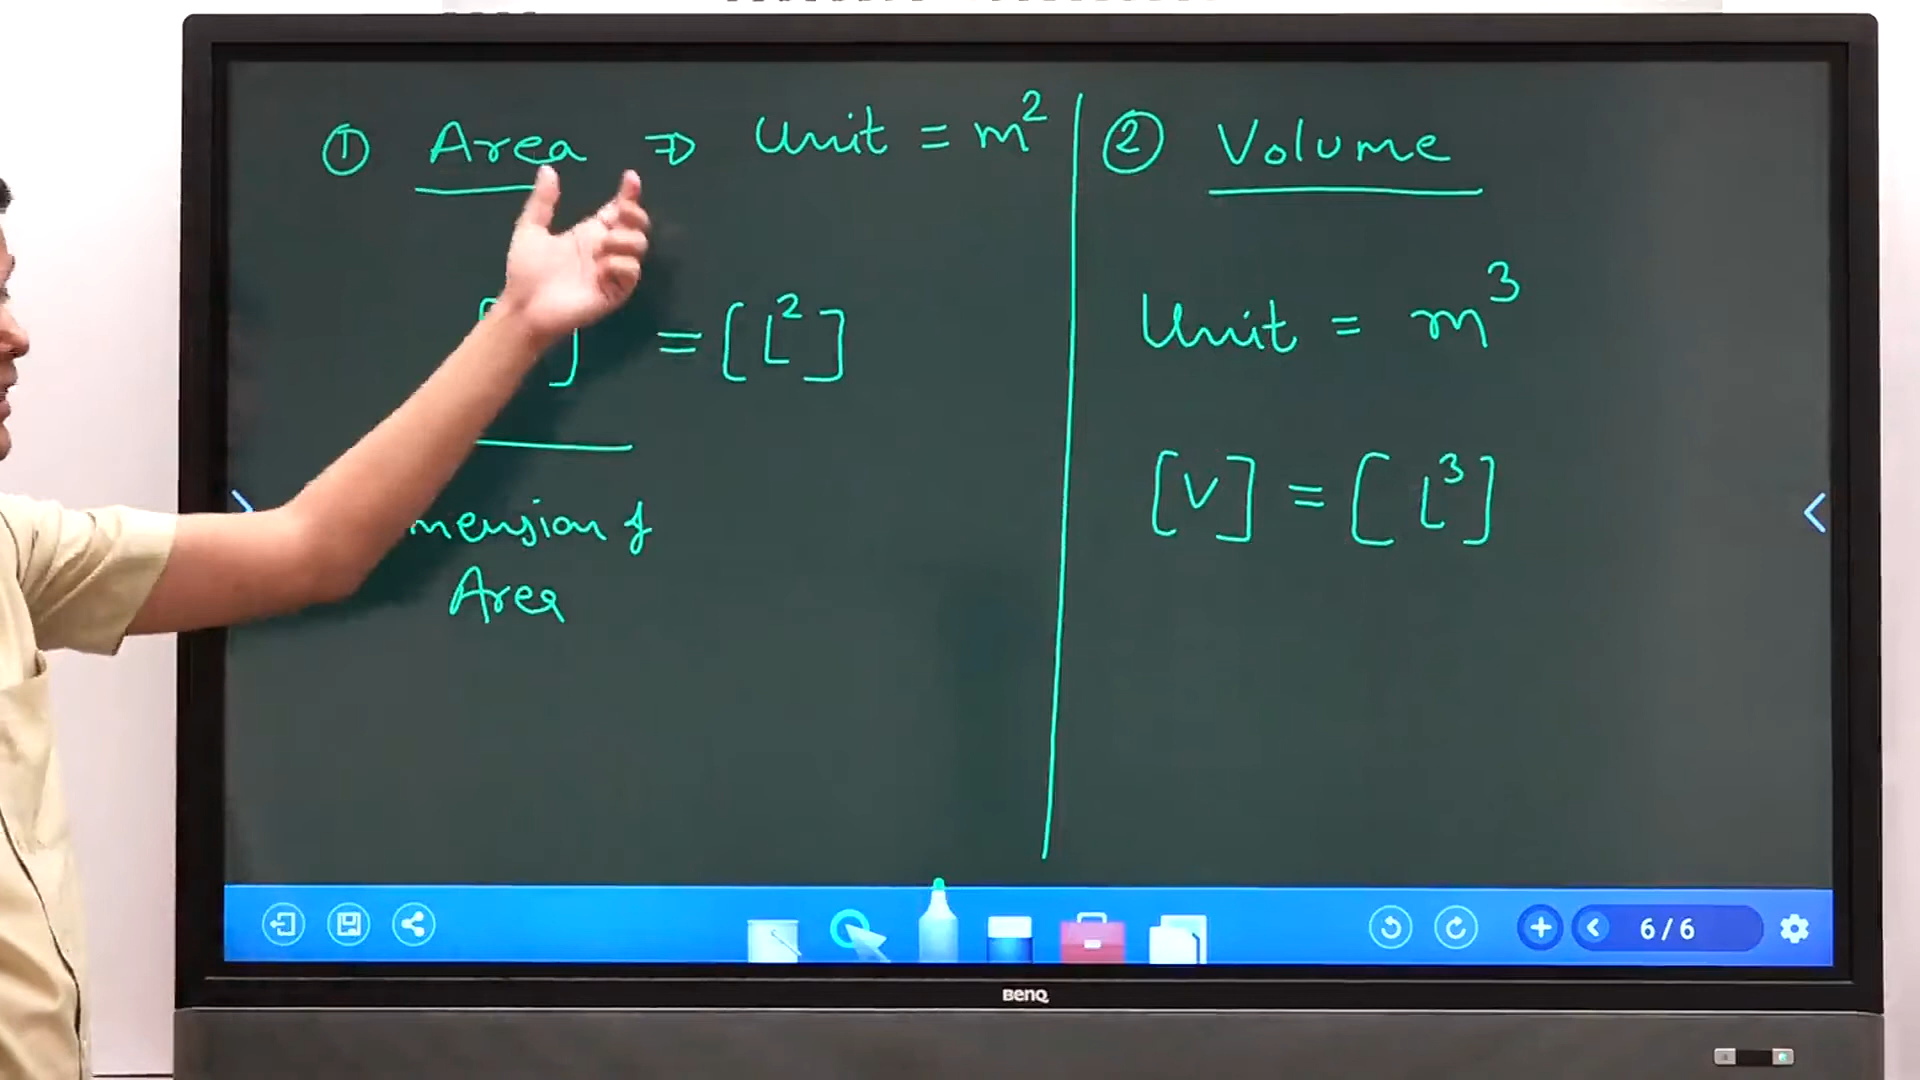 ① Area ⇒ Unit = m²
] = [L²]
mension of
Area
② Volume
Unit = m³
[V] = [L³]
6/6
BenQ